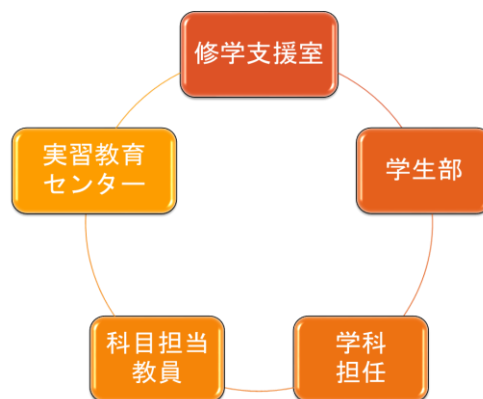 修学支援室
学生部
学科
担任
科目担当
教員
実習教育
センター